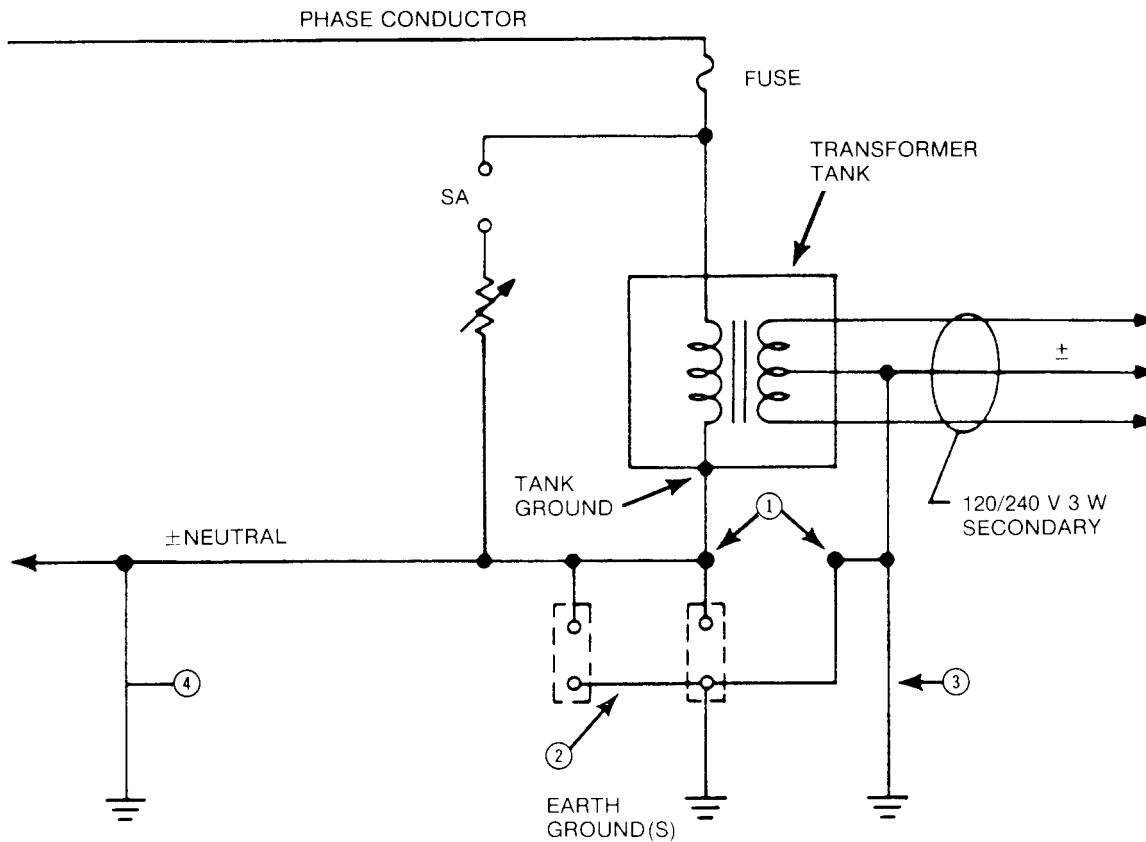 PHASE CONDUCTOR
FUSE
TRANSFORMER
TANK
SA
±
TANK
GROUND
1
120/240 V 3 W
SECONDARY
±NEUTRAL
4
3
2
EARTH
GROUND(S)